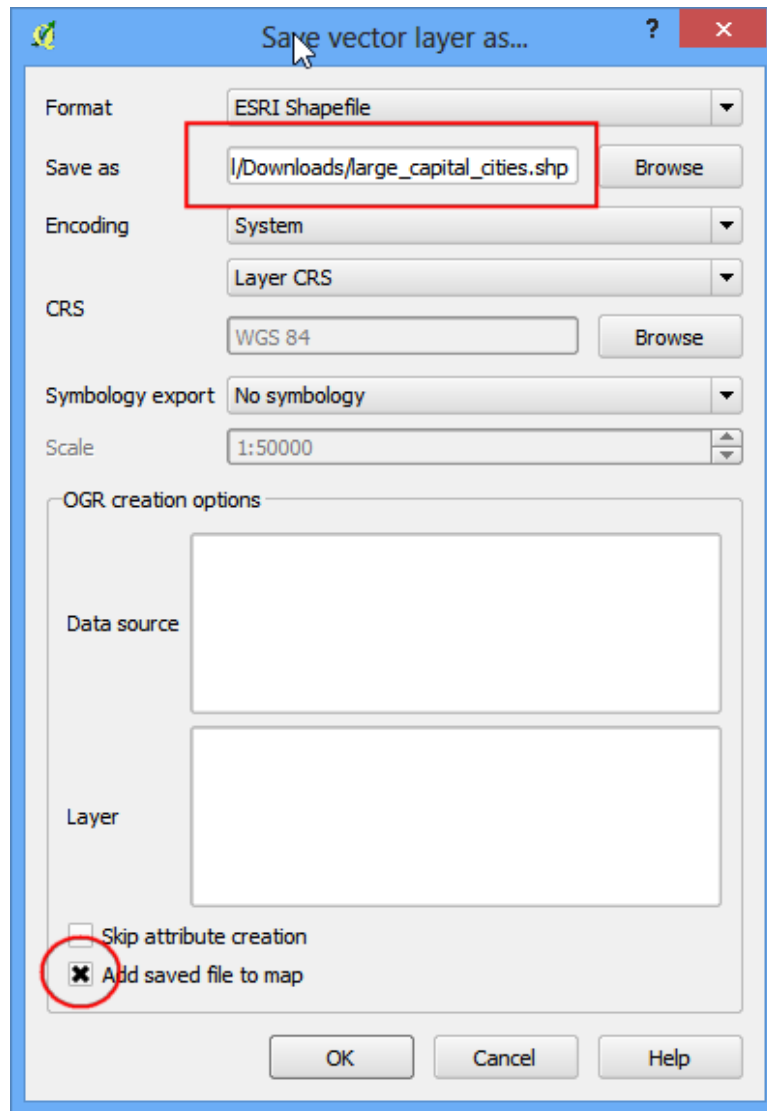 Save vector layer as...
?
Format ESRI Shapefile
Save as l/Downloads/large_capital_cities.shp Browse
Encoding System
Layer CRS
CRS
WGS 84 Browse
Symbology export No symbology
Scale 1:50000
OGR creation options
Data source
Layer
Skip attribute creation
Add saved file to map
OK Cancel Help